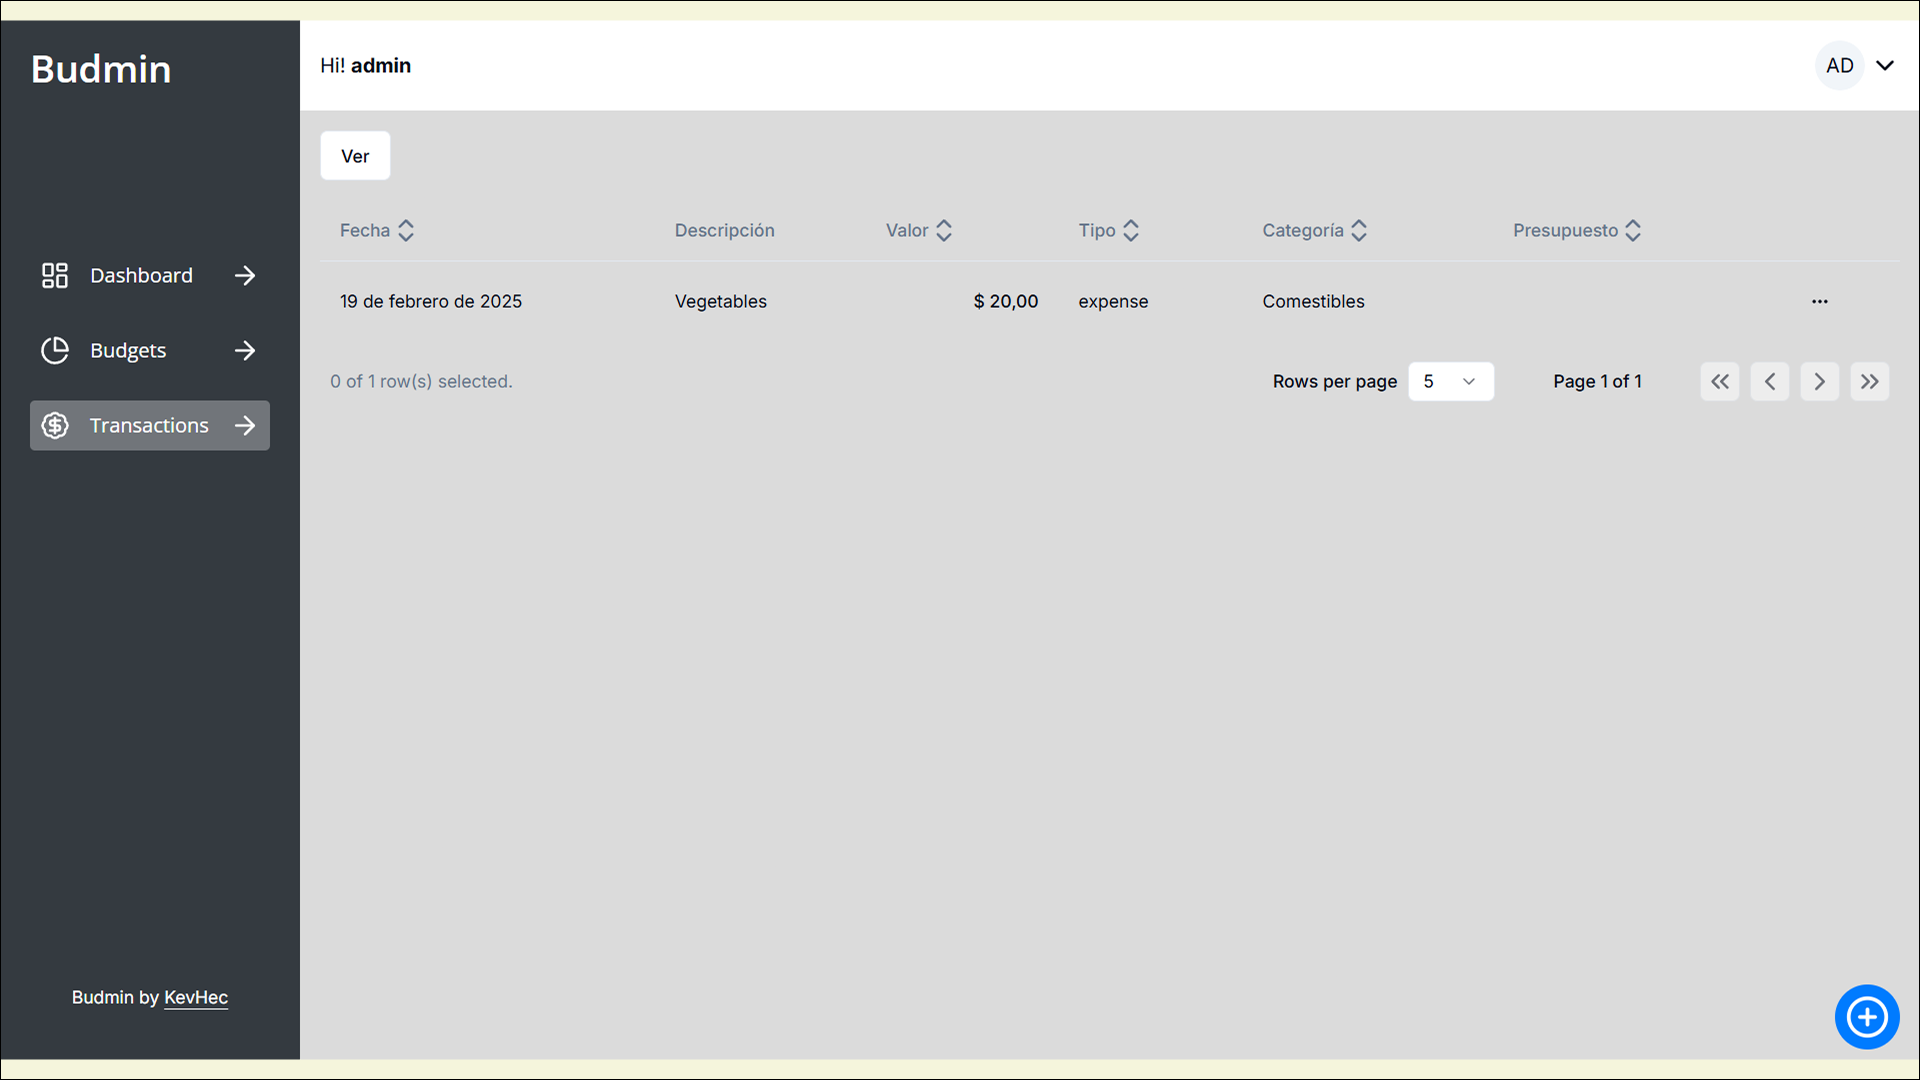 Budmin
Hi! admin
AD
Ver
Fecha Descripción Valor Tipo Categoría Presupuesto
19 de febrero de 2025 Vegetables $ 20,00 expense Comestibles ...
0 of 1 row(s) selected. Rows per page 5 Page 1 of 1
Dashboard
Budgets
Transactions
Budmin by KevHec